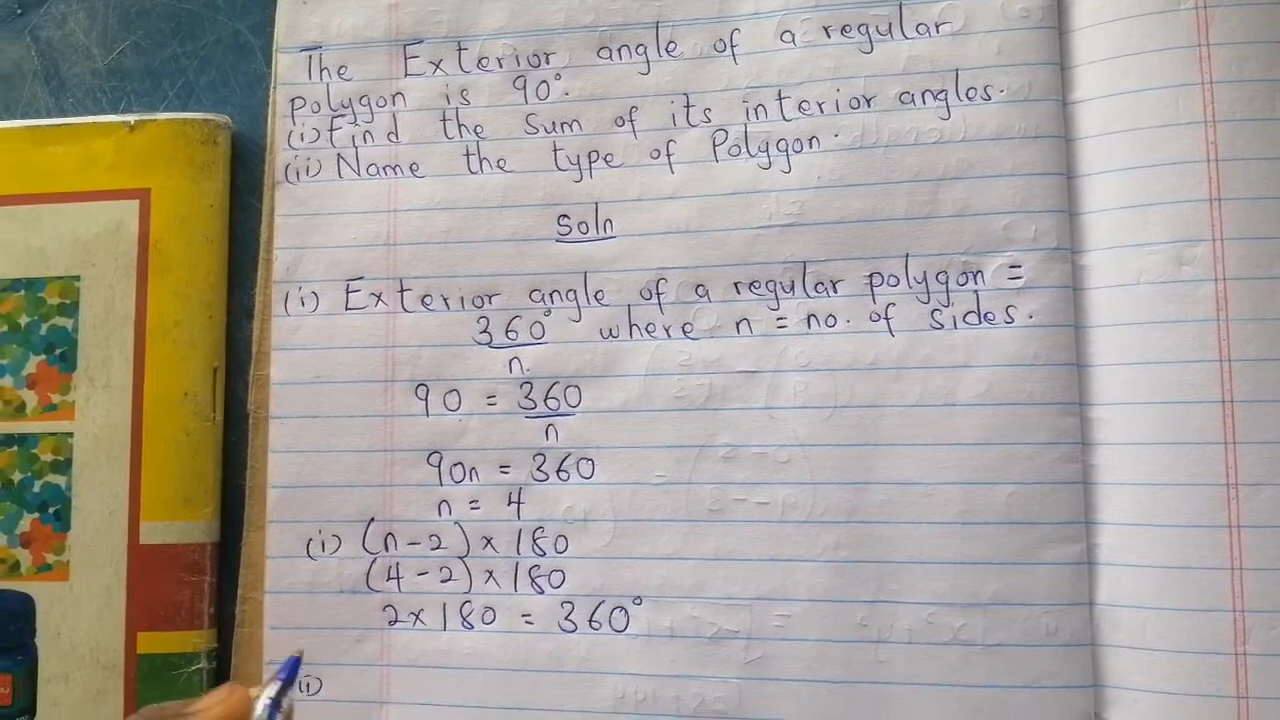 The Exterior angle of a regular
polygon is 90°.
(i) Find the sum of its interior angles.
(ii) Name the type of Polygon.
Soln
(i) Exterior angle of a regular polygon =
360° where n = no. of sides.
n.
90 = 360
n
90n = 360
n = 4
(i) (n-2) × 180
(4-2) × 180
2 × 180 = 360°
(i)